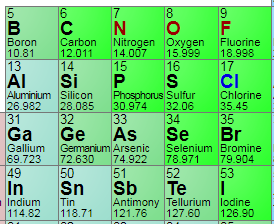 5 6 7 8 9
B C N O F
Boron Carbon Nitrogen Oxygen Fluorine
10.81 12.011 14.007 15.999 18.998
13 14 15 16 17
Al Si P S Cl
Aluminium Silicon Phosphorus Sulfur Chlorine
26.982 28.085 30.974 32.06 35.45
31 32 33 34 35
Ga Ge As Se Br
Gallium Germanium Arsenic Selenium Bromine
69.723 72.630 74.922 78.971 79.904
49 50 51 52 53
In Sn Sb Te I
Indium Tin Antimony Tellurium Iodine
114.82 118.71 121.76 127.60 126.90